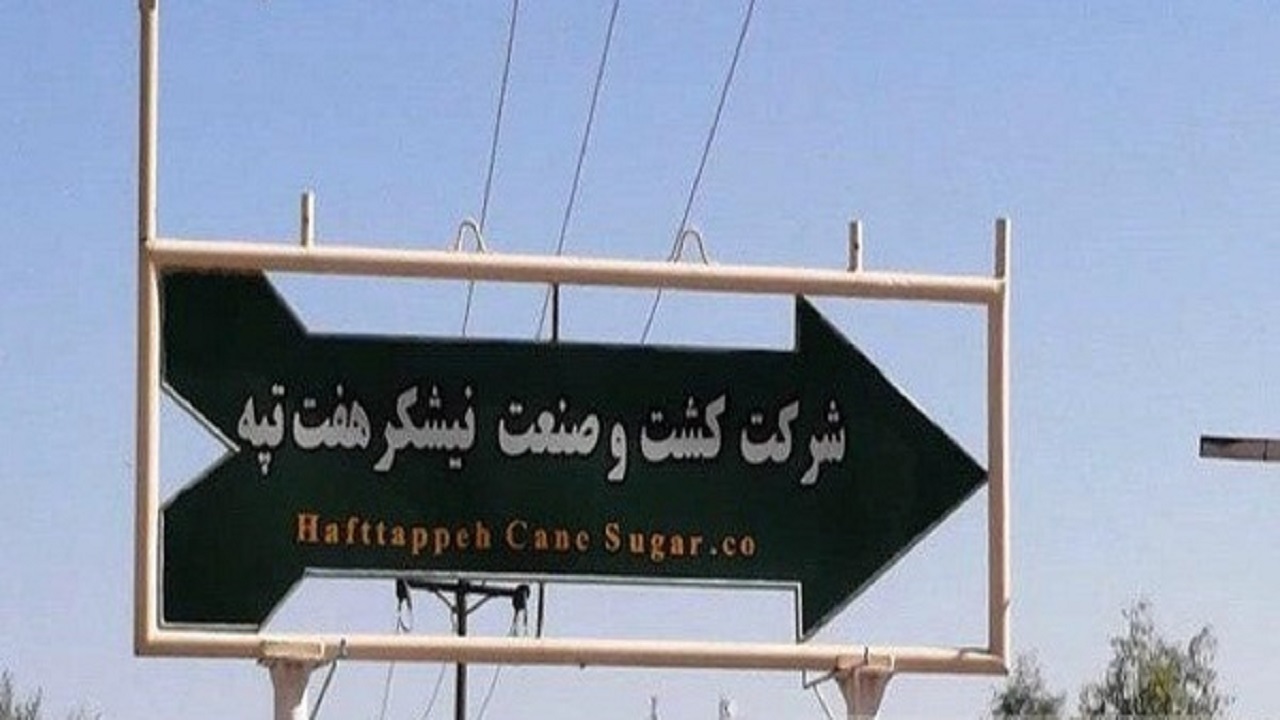 شرکت کشت و صنعت نیشکر هفت تپه
Hafttappeh Cane Sugar.co